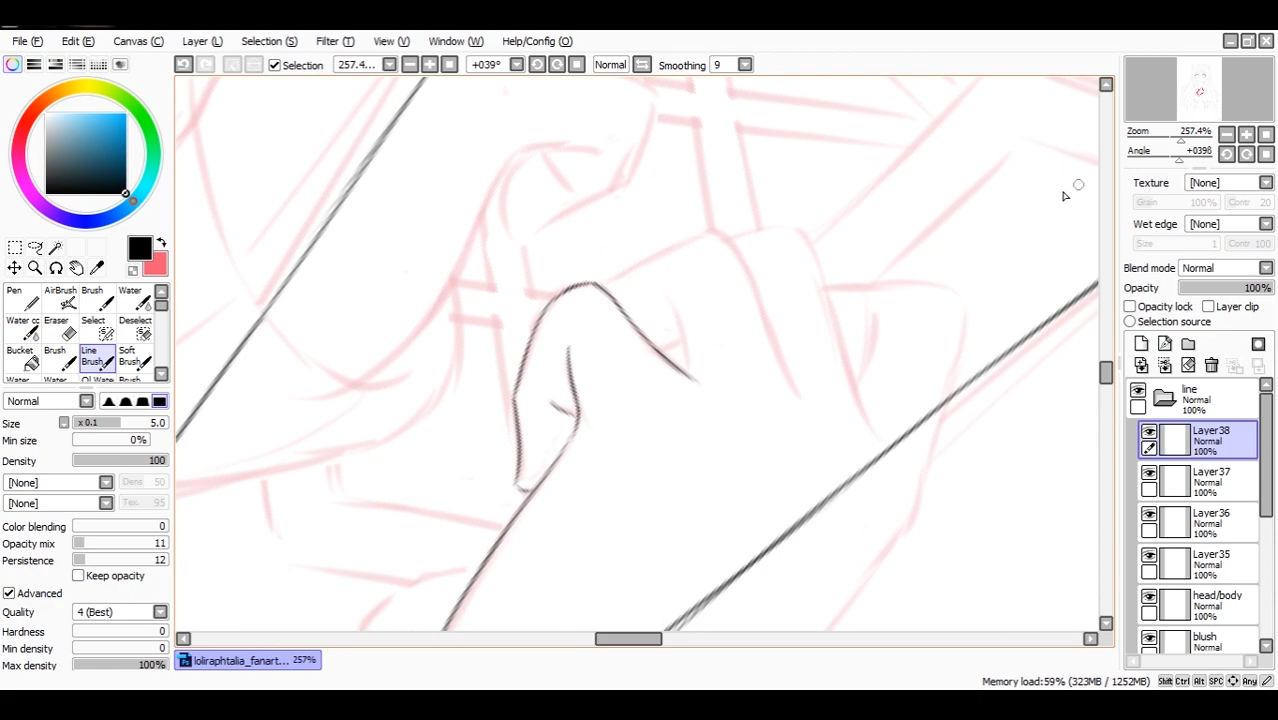 File (F) Edit (E) Canvas (C) Layer (L) Selection (S) Filter (T) View (V) Window (W) Help/Config (O)
Selection 257.4... +039° Normal Smoothing 9
Zoom 257.4%
Angle +039ß
Texture [None]
Grain 100% Contr 20
Wet edge [None]
Size 1 Contr 100
Blend mode Normal
Opacity 100%
Opacity lock Layer clip
Selection source
line
Normal
100%
Layer38
Normal
100%
Layer37
Normal
100%
Layer36
Normal
100%
Layer35
Normal
100%
head/body
Normal
100%
blush
Normal
Pen AirBrush Brush Water
Water cc Eraser Select Deselect
Bucket Brush Line Brush Soft Brush
Water Water Oil Wate Brush
Normal
Size x 0.1 5.0
Min size 0%
Density 100
[None] Dens 50
[None] Tex. 95
Color blending 0
Opacity mix 11
Persistence 12
Keep opacity
Advanced
Quality 4 (Best)
Hardness 0
Min density 0
Max density 100%
loliraphtalia_fanart... 257%
Memory load:59% (323MB / 1252MB) Shift Ctrl Alt SPC Any